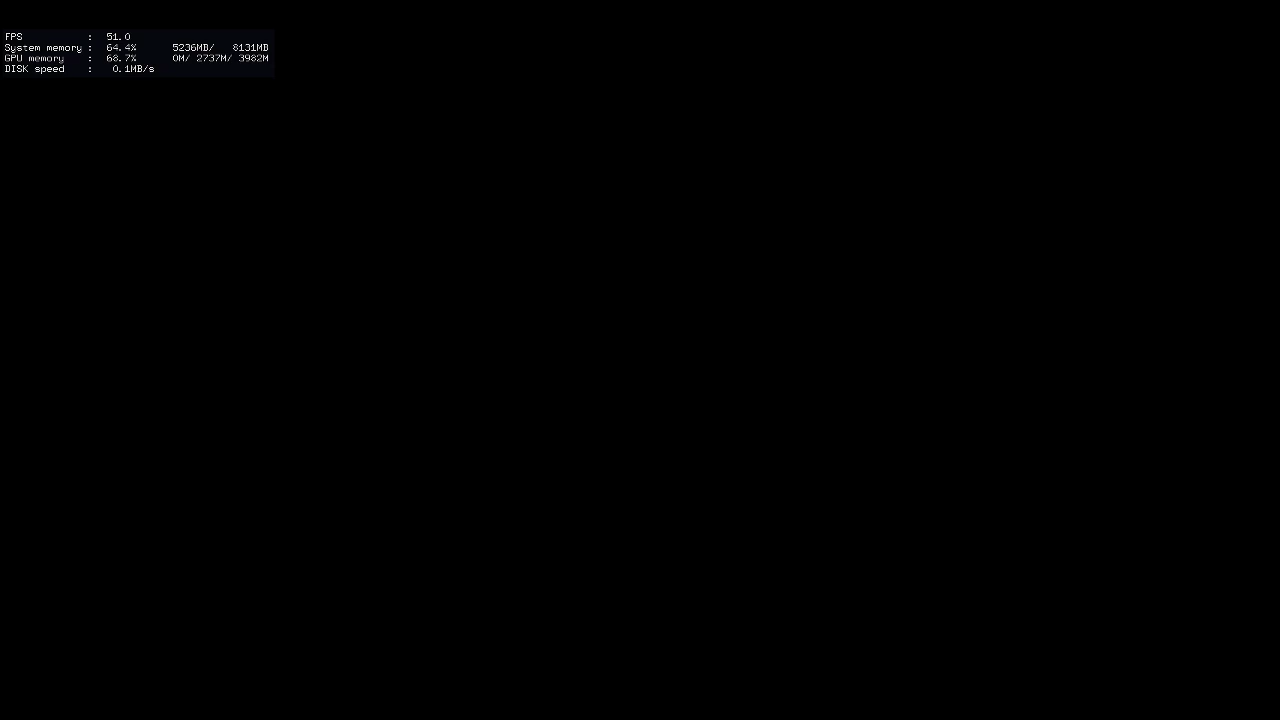 FPS : 51.0
System memory : 64.4% 5236MB/ 8131MB
GPU memory : 68.7% 0M/ 2737M/ 3982M
DISK speed : 0.1MB/s